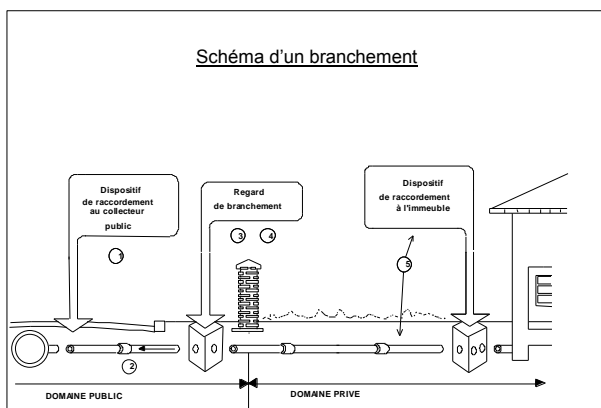 Schéma d'un branchement
Dispositif
de raccordement
au collecteur
public
1
Regard
de branchement
3 4
Dispositif
de raccordement
à l'immeuble
5
2
DOMAINE PUBLIC
DOMAINE PRIVE